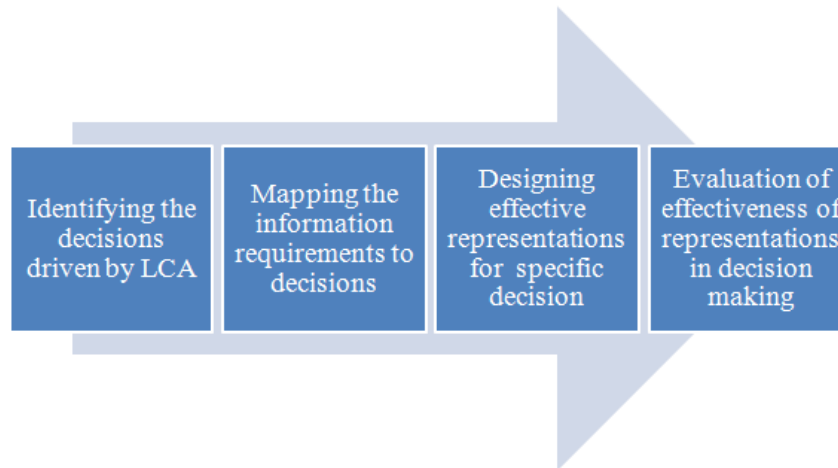 Identifying the
decisions
driven by LCA
Mapping the
information
requirements to
decisions
Designing
effective
representations
for specific
decision
Evaluation of
effectiveness of
representations
in decision
making